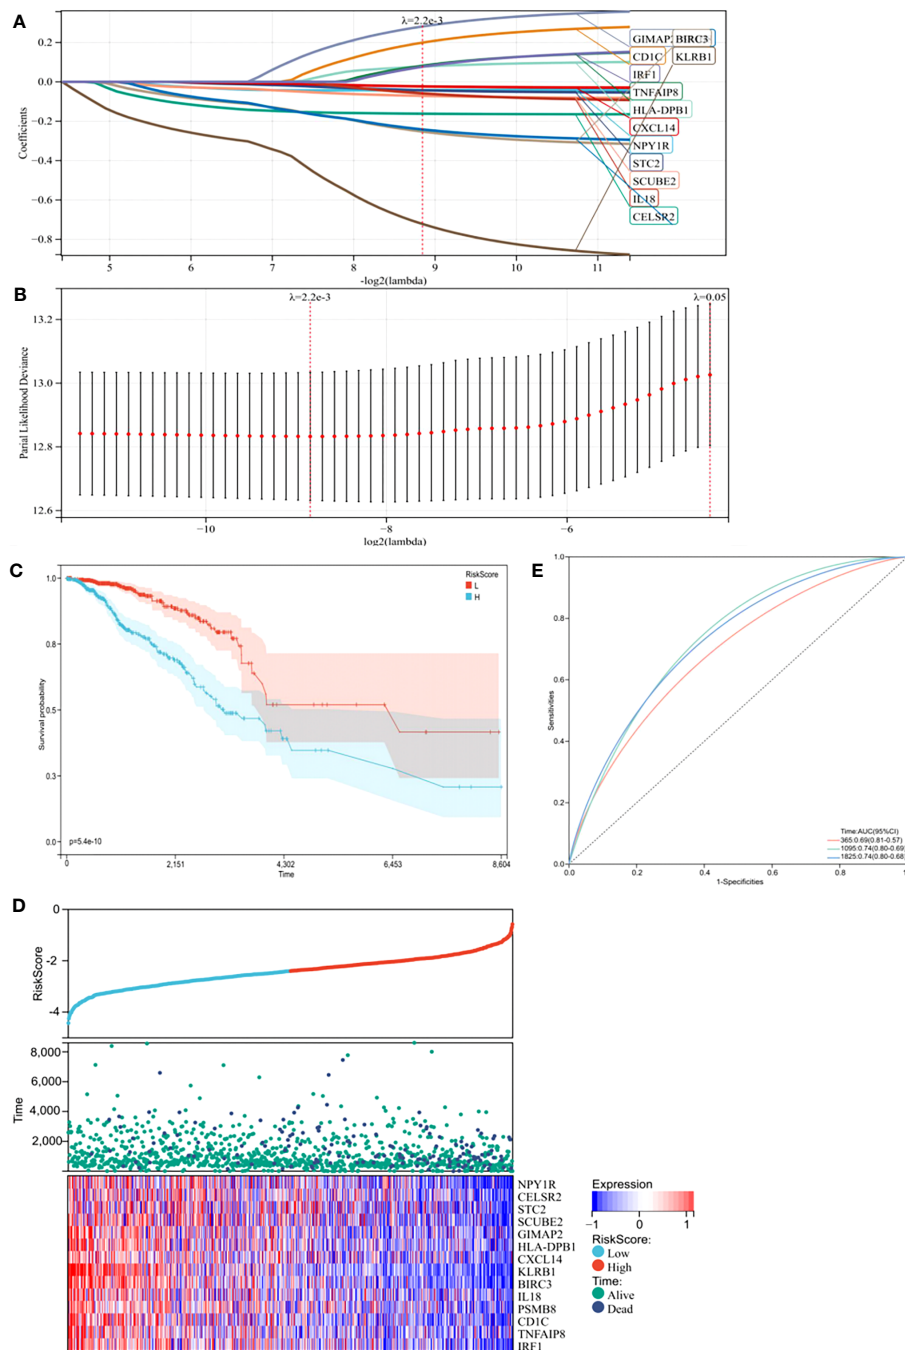 A
λ=2.2e-3
0.2
0.0
−0.2
−0.4
−0.6
−0.8
Coefficients
5
6
7
8
9
10
11
-log2(lambda)
GIMAP2
BIRC3
CD1C
KLRB1
IRF1
TNFAIP8
HLA-DPB1
CXCL14
NPY1R
STC2
SCUBE2
IL18
CELSR2
B
λ=2.2e-3
λ=0.05
13.2
13.0
12.8
12.6
Parial Likelihood Deviance
−10
−8
−6
log2(lambda)
C
RiskScore
L
H
1.0
0.8
0.5
0.3
0.0
Survival probability
p=5.4e-10
0
2,151
4,302
6,453
8,604
Time
E
1.0
0.8
0.6
0.4
0.2
0.0
Sensitivities
Time:AUC(95%CI)
365:0.69(0.81-0.57)
1095:0.74(0.80-0.69)
1825:0.74(0.80-0.68)
0.0
0.2
0.4
0.6
0.8
1-Specificities
D
0
-2
-4
RiskScore
8,000
6,000
4,000
2,000
Time
NPY1R
CELSR2
STC2
SCUBE2
GIMAP2
HLA-DPB1
CXCL14
KLRB1
BIRC3
IL18
PSMB8
CD1C
TNFAIP8
IRF1
Expression
−1
0
1
RiskScore:
Low
High
Time:
Alive
Dead